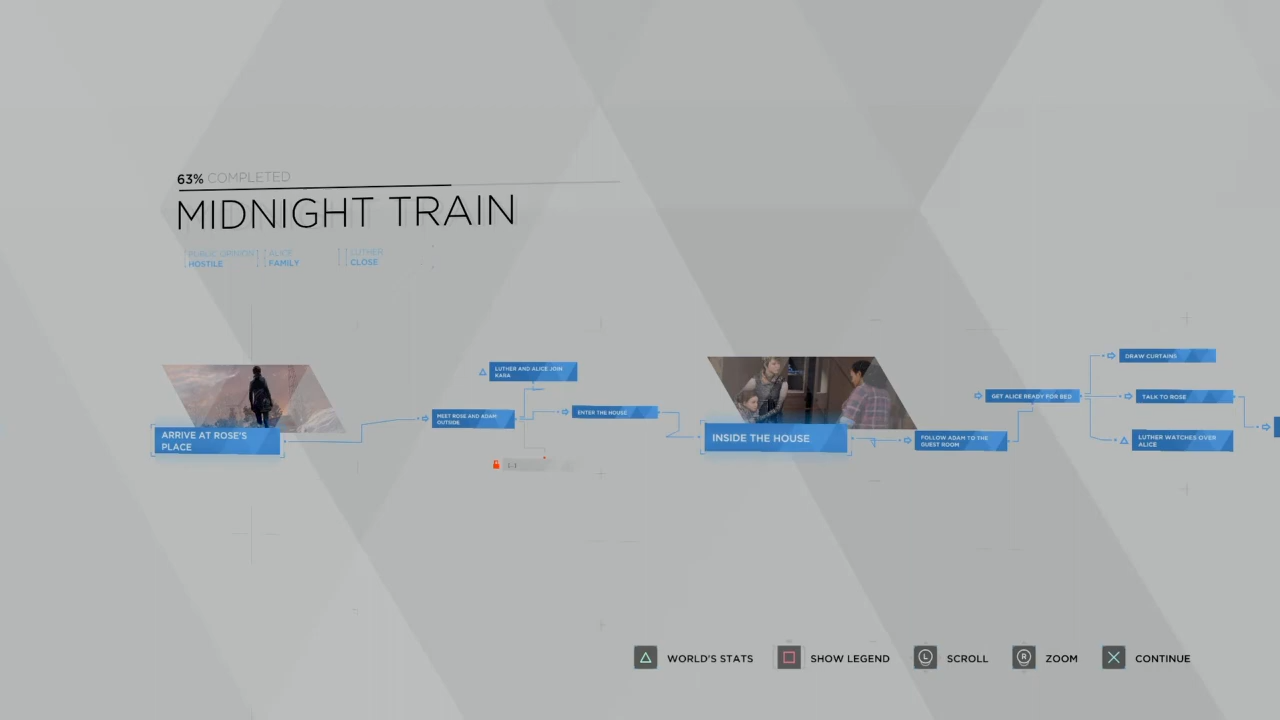 63% COMPLETED
MIDNIGHT TRAIN
PUBLIC OPINION
HOSTILE
ALICE
FAMILY
LUTHER
CLOSE
ARRIVE AT ROSE'S
PLACE
MEET ROSE AND ADAM
OUTSIDE
LUTHER AND ALICE JOIN
KARA
ENTER THE HOUSE
INSIDE THE HOUSE
FOLLOW ADAM TO THE
GUEST ROOM
GET ALICE READY FOR BED
DRAW CURTAINS
TALK TO ROSE
LUTHER WATCHES OVER
ALICE
WORLD'S STATS
SHOW LEGEND
L
SCROLL
R
ZOOM
CONTINUE